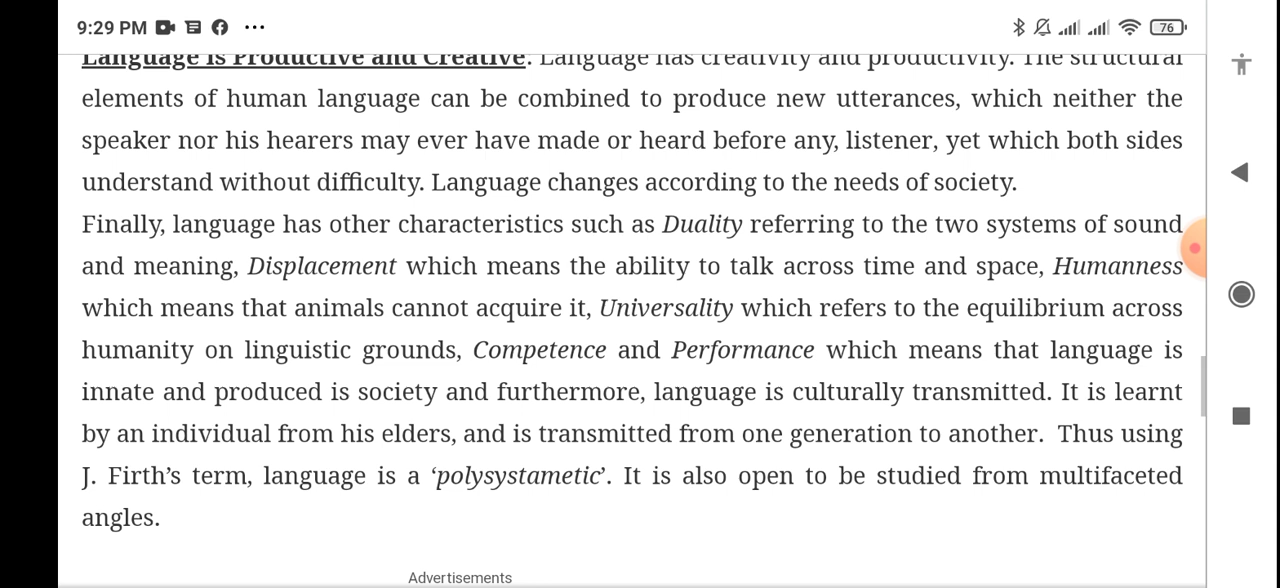 9:29 PM
76
Language is Productive and Creative: Language has creativity and productivity. The structural
elements of human language can be combined to produce new utterances, which neither the
speaker nor his hearers may ever have made or heard before any, listener, yet which both sides
understand without difficulty. Language changes according to the needs of society.
Finally, language has other characteristics such as Duality referring to the two systems of sound
and meaning, Displacement which means the ability to talk across time and space, Humanness
which means that animals cannot acquire it, Universality which refers to the equilibrium across
humanity on linguistic grounds, Competence and Performance which means that language is
innate and produced is society and furthermore, language is culturally transmitted. It is learnt
by an individual from his elders, and is transmitted from one generation to another. Thus using
J. Firth’s term, language is a ‘polysystametic’. It is also open to be studied from multifaceted
angles.
Advertisements